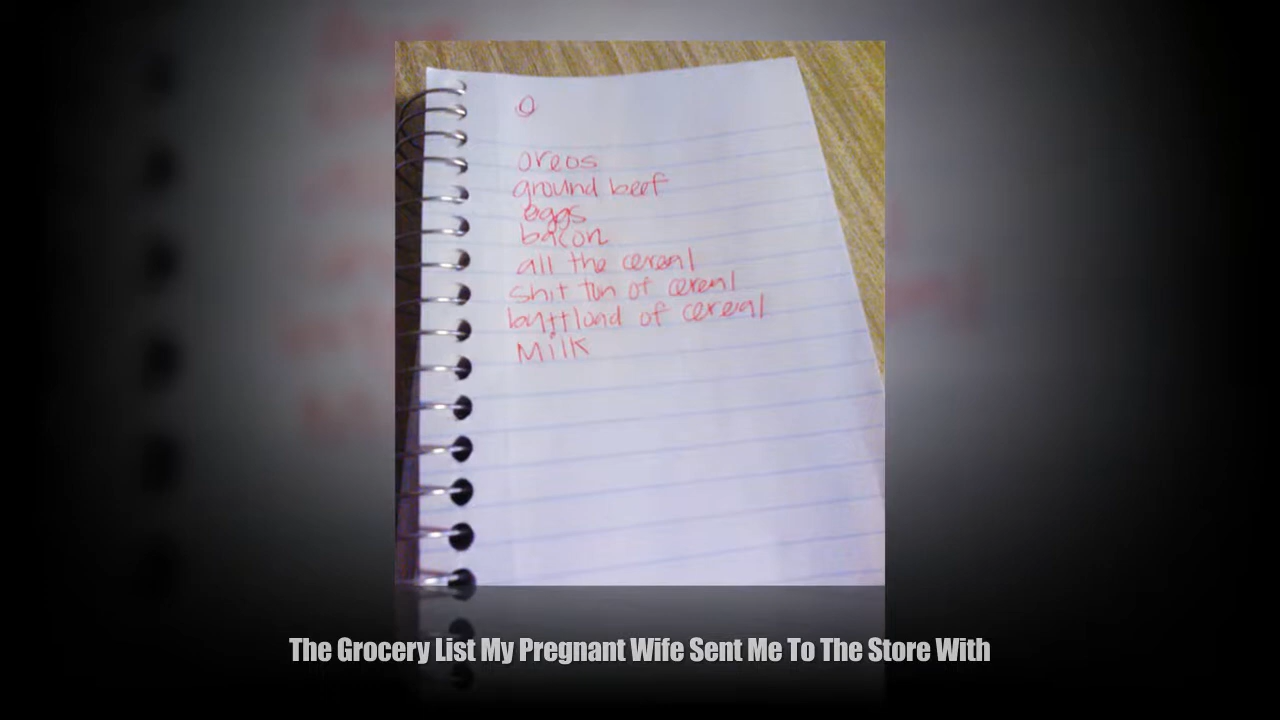 O
oreos
ground beef
eggs
bacon
all the cereal
shit ton of cereal
buttload of cereal
Milk
The Grocery List My Pregnant Wife Sent Me To The Store With